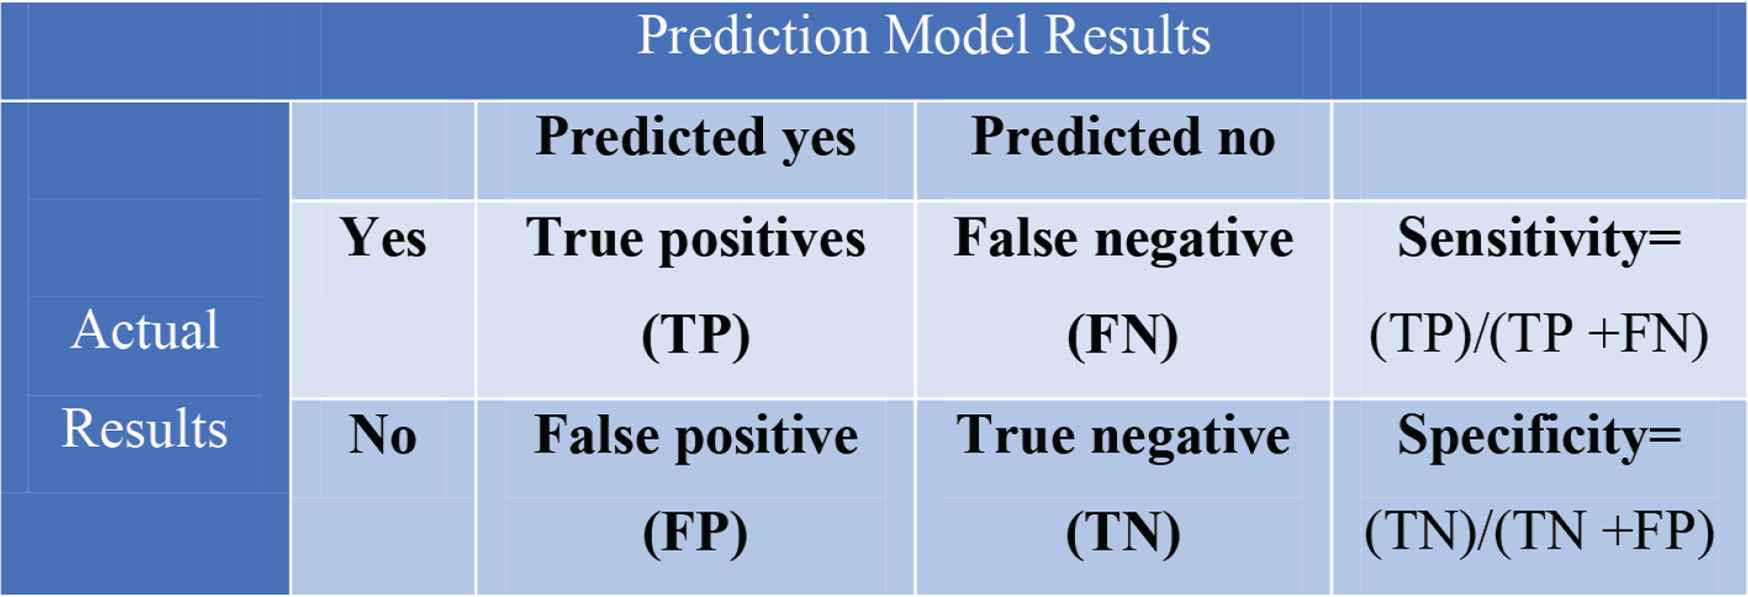 Prediction Model Results
Predicted yes Predicted no
Yes True positives False negative Sensitivity=
Actual (TP) (FN) (TP)/(TP +FN)
Results No False positive True negative Specificity=
(FP) (TN) (TN)/(TN +FP)